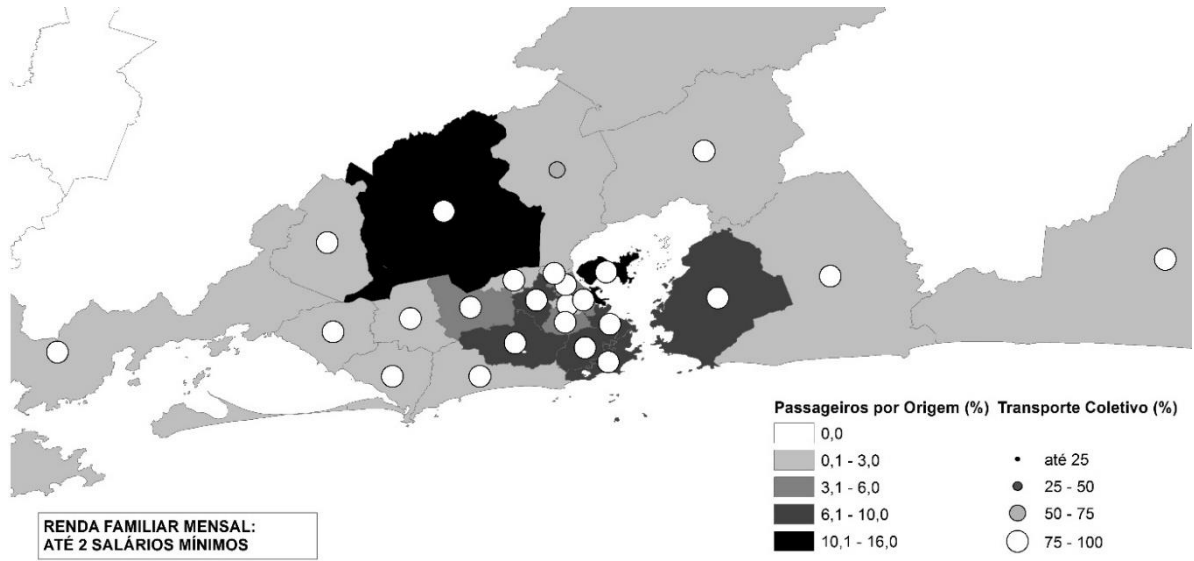 Passageiros por Origem (%) Transporte Coletivo (%)
0,0
0,1 - 3,0 até 25
3,1 - 6,0 25 - 50
6,1 - 10,0 50 - 75
10,1 - 16,0 75 - 100
RENDA FAMILIAR MENSAL:
ATÉ 2 SALÁRIOS MÍNIMOS